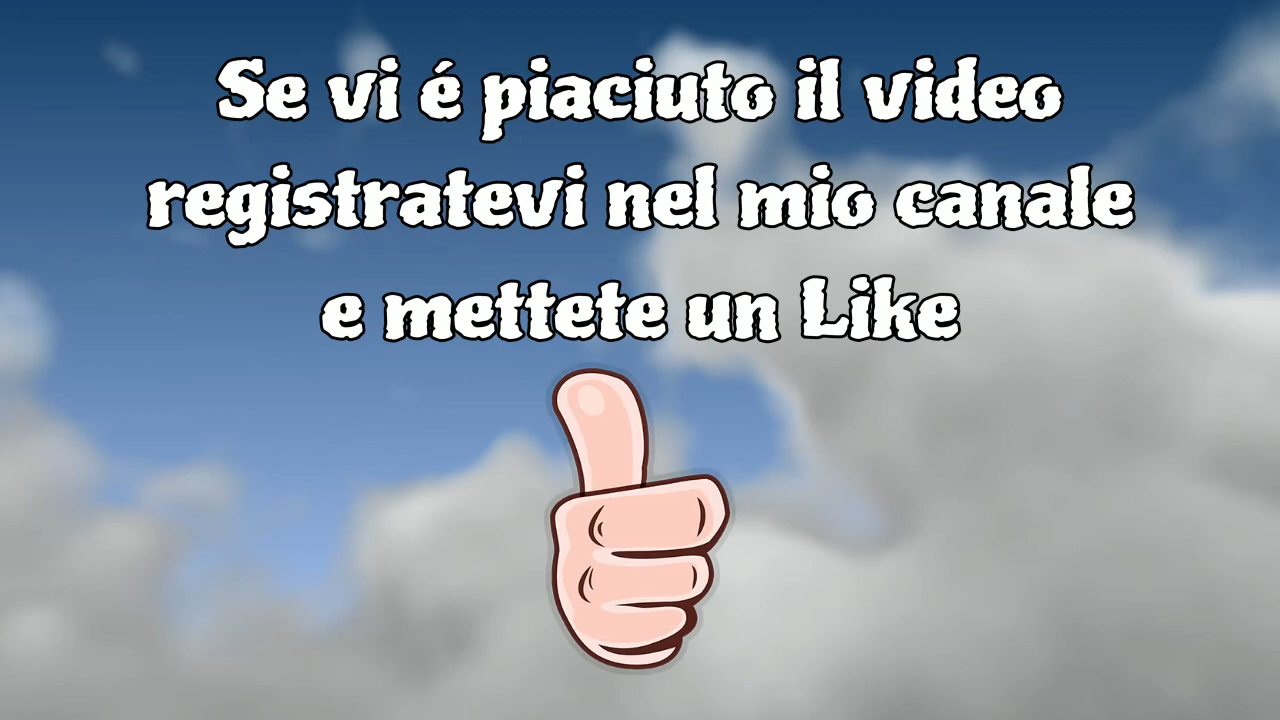 Se vi é piaciuto il video
registratevi nel mio canale
e mettete un Like